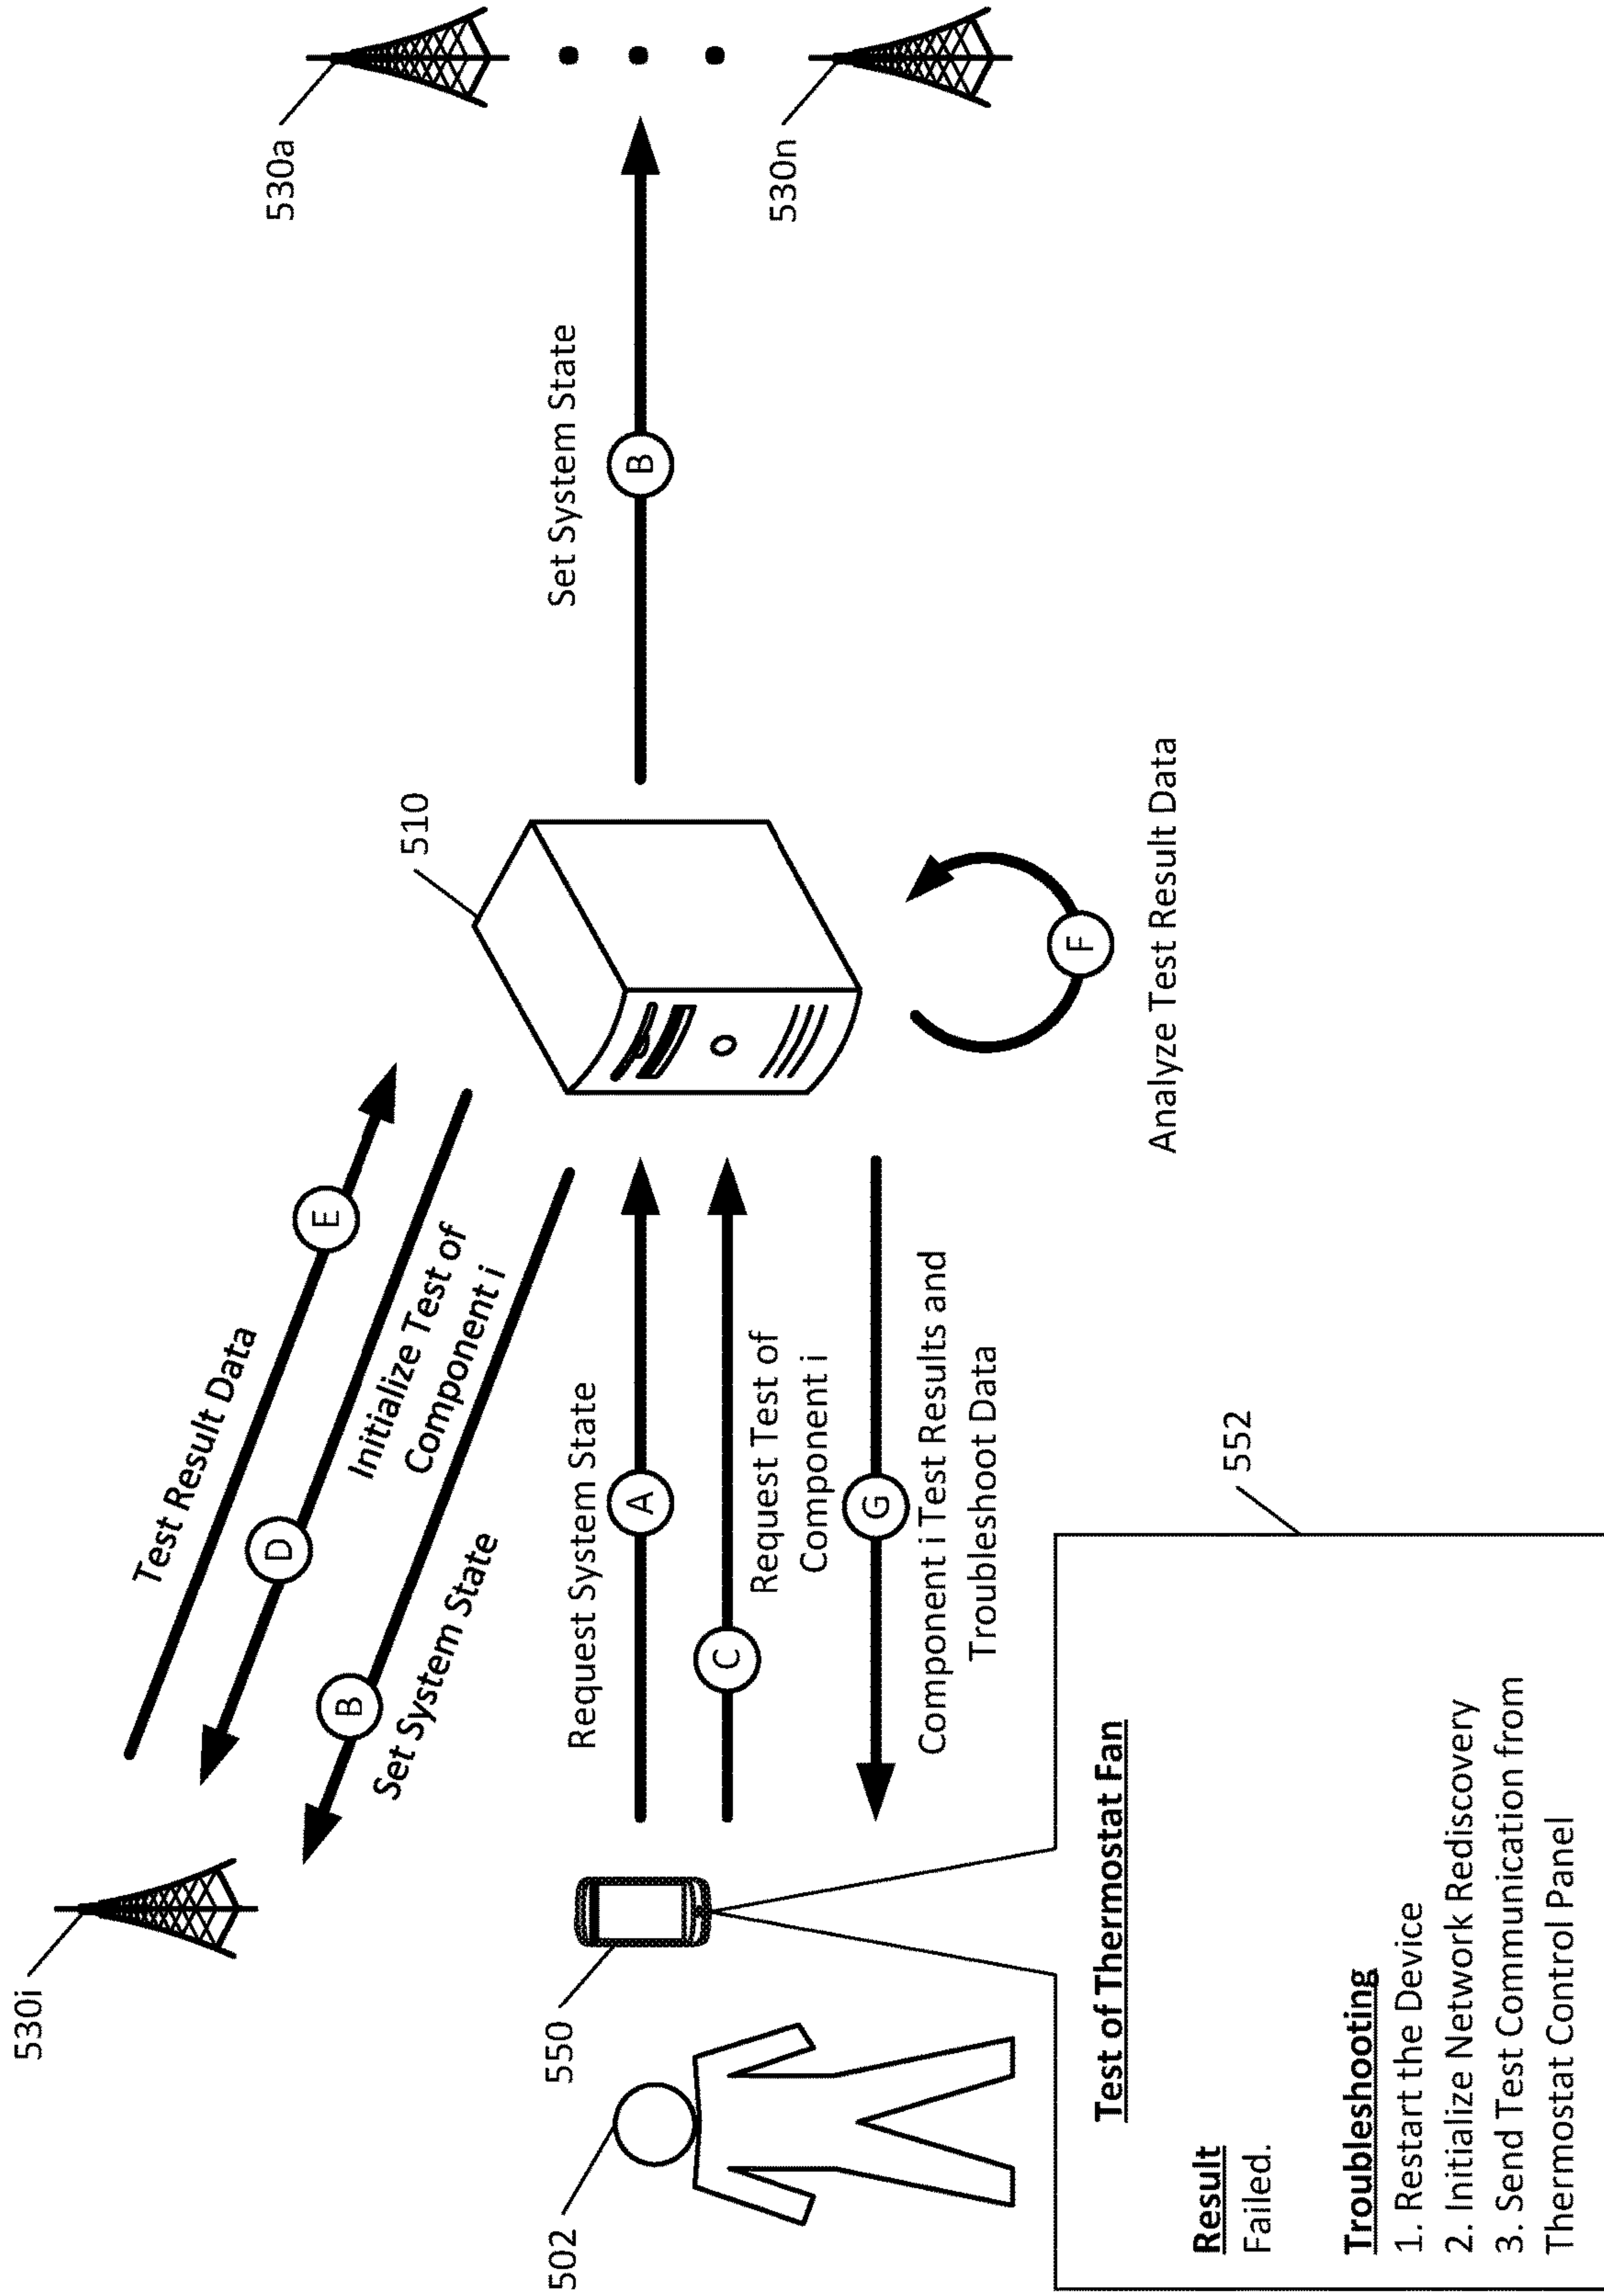 530i
Test Result Data
E
D
Initialize Test of
Component i
B
Set System State
510
530a
Set System State
B
530n
550
502
Request System State
A
C
Request Test of
Component i
G
Component i Test Results and
Troubleshoot Data
F
Analyze Test Result Data
552
Test of Thermostat Fan
Result
Failed.
Troubleshooting
1. Restart the Device
2. Initialize Network Rediscovery
3. Send Test Communication from
Thermostat Control Panel